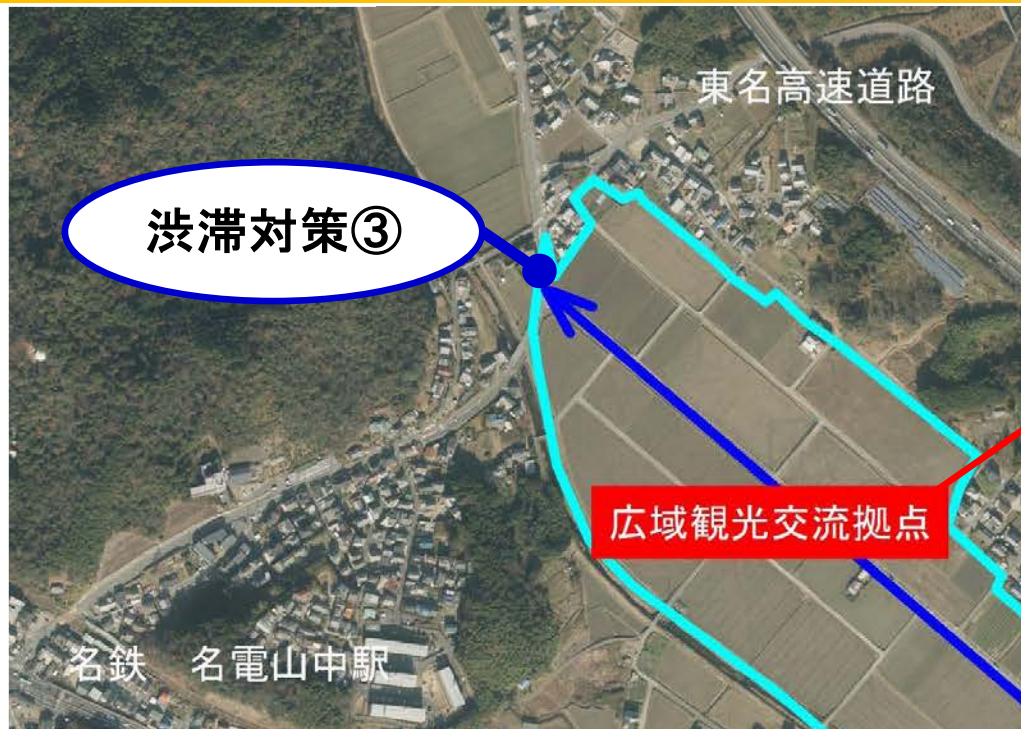 東名高速道路
渋滞対策③
広域観光交流拠点
名鉄 名電山中駅